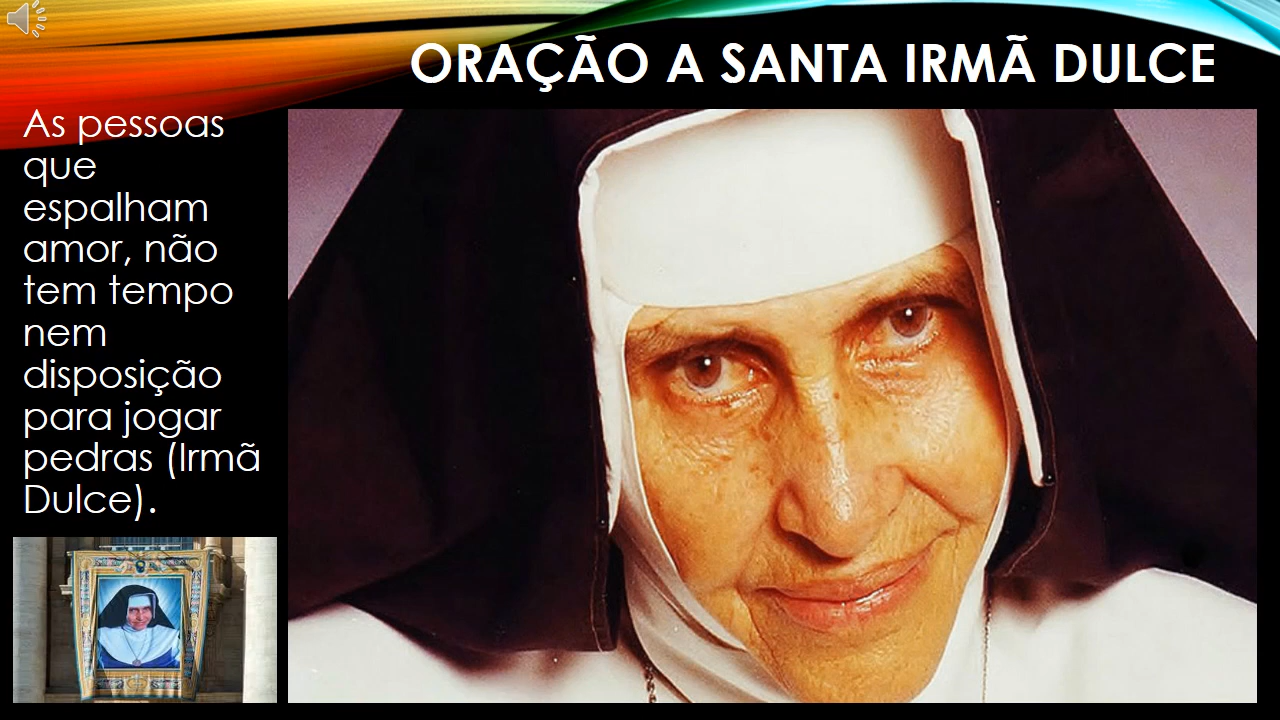 ORAÇÃO A SANTA IRMÃ DULCE
As pessoas
que
espalham
amor, não
tem tempo
nem
disposição
para jogar
pedras (Irmã
Dulce).